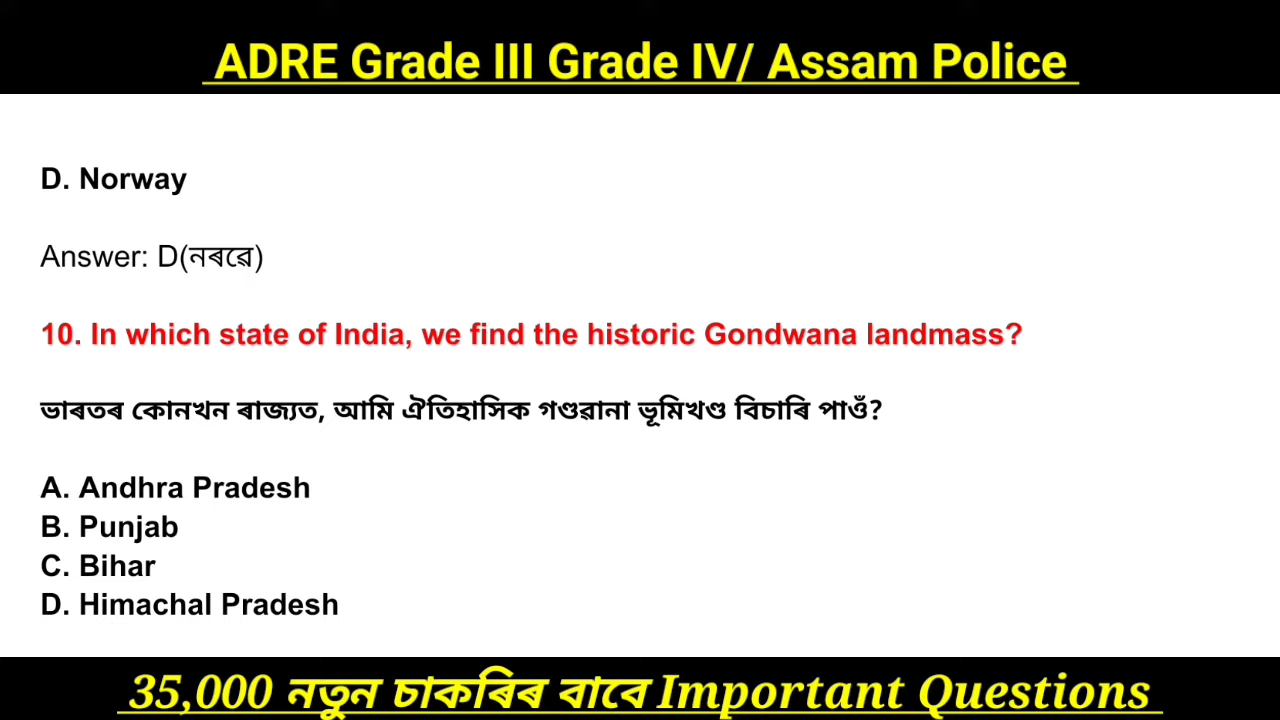 ADRE Grade III Grade IV/ Assam Police
D. Norway
Answer: D(নৰৱে)
10. In which state of India, we find the historic Gondwana landmass?
ভাৰতৰ কোনখন ৰাজ্যত, আমি ঐতিহাসিক গণ্ডৱানা ভূমিখণ্ড বিচাৰি পাওঁ?
A. Andhra Pradesh
B. Punjab
C. Bihar
D. Himachal Pradesh
35,000 নতুন চাকৰিৰ বাবে Important Questions